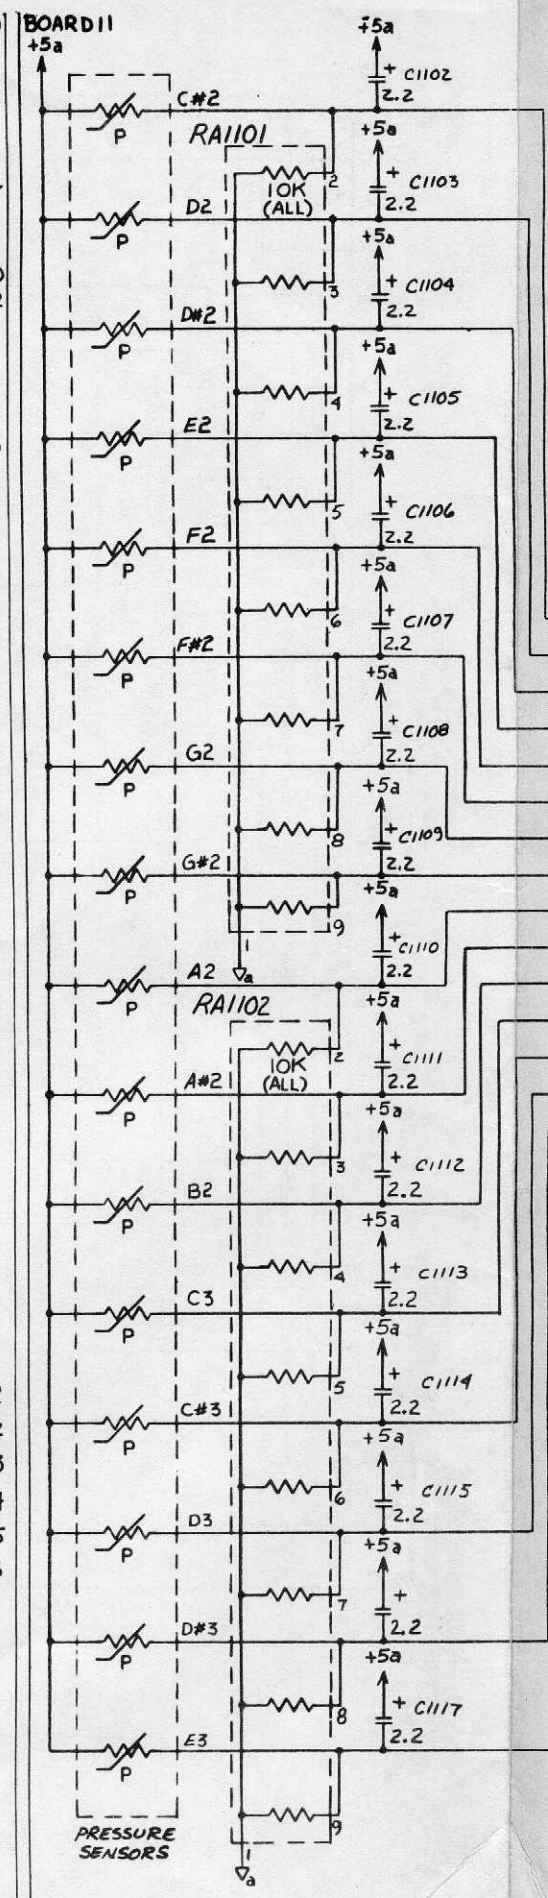 BOARD 11
+5a
+5a
+ C1102
2.2
C#2
P
RA1101
+5a
+ C1103
2.2
2
10K
(ALL)
D2
P
+5a
+ C1104
2.2
3
D#2
P
+5a
+ C1105
2.2
4
E2
P
+5a
+ C1106
2.2
5
F2
P
+5a
+ C1107
2.2
6
F#2
P
+5a
+ C1108
2.2
7
G2
P
+5a
+ C1109
2.2
8
G#2
P
+5a
9
+ C1110
2.2
1
a
A2
P
RA1102
+5a
+ C1111
2.2
2
10K
(ALL)
A#2
P
+5a
+ C1112
2.2
3
B2
P
+5a
+ C1113
2.2
4
C3
P
+5a
+ C1114
2.2
5
C#3
P
+5a
+ C1115
2.2
6
D3
P
+5a
+
2.2
7
D#3
P
+5a
+ C1117
2.2
8
E3
P
9
PRESSURE
SENSORS
1
a